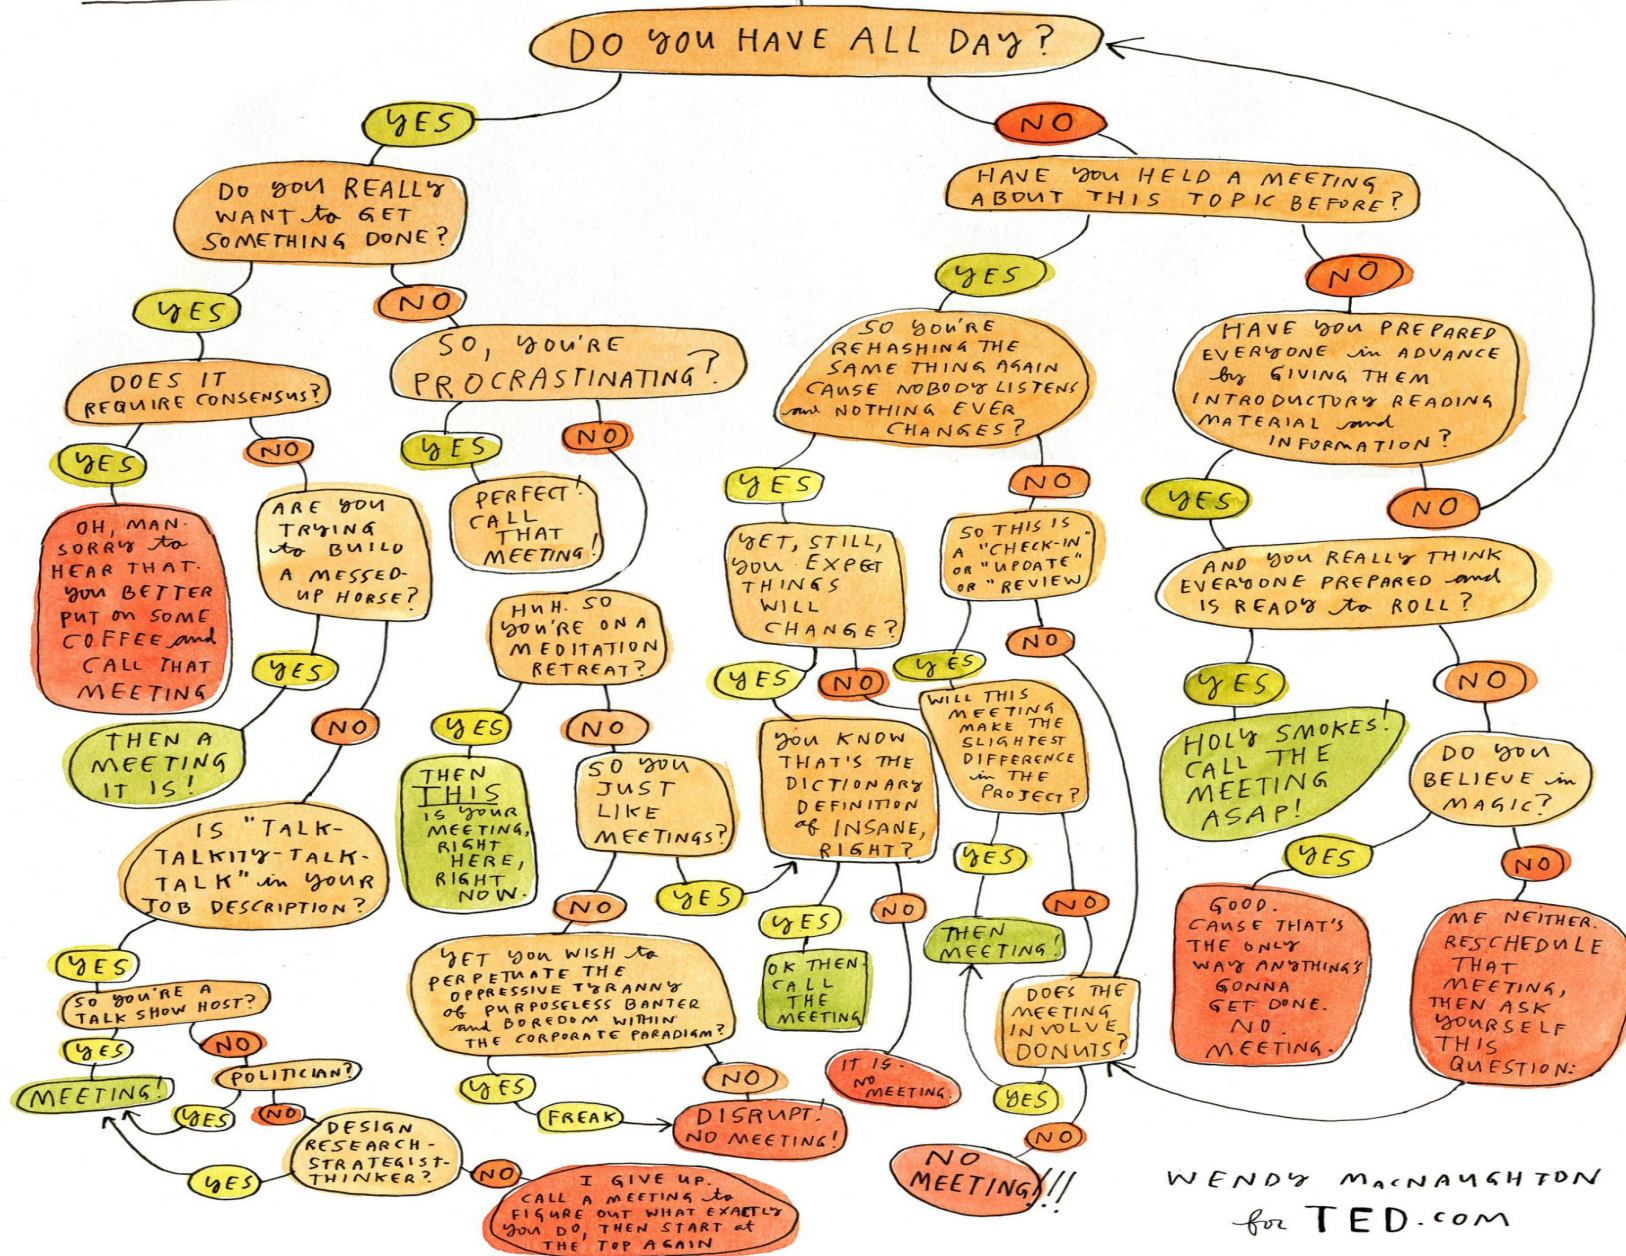 DO YOU HAVE ALL DAY?
YES
NO
DO YOU REALLY
WANT to GET
SOMETHING DONE?
HAVE YOU HELD A MEETING
ABOUT THIS TOPIC BEFORE?
YES
NO
YES
NO
DOES IT
REQUIRE CONSENSUS?
SO, YOU'RE
PROCRASTINATING?
SO YOU'RE
REHASHING THE
SAME THING AGAIN
CAUSE NOBODY LISTENS
and NOTHING EVER
CHANGES?
HAVE YOU PREPARED
EVERYONE in ADVANCE
by GIVING THEM
INTRODUCTORY READING
MATERIAL and
INFORMATION?
YES
NO
YES
NO
YES
NO
YES
NO
OH, MAN.
SORRY to
HEAR THAT.
YOU BETTER
PUT ON SOME
COFFEE and
CALL THAT
MEETING
ARE YOU
TRYING
to BUILD
A MESSED-
UP HORSE?
PERFECT!
CALL
THAT
MEETING!
YET, STILL,
YOU EXPET
THINGS
WILL
CHANGE?
SO THIS IS
A "CHECK-IN"
OR "UPDATE"
OR "REVIEW
AND YOU REALLY THINK
EVERYONE PREPARED and
IS READY to ROLL?
HUH. SO
YOU'RE ON A
MEDITATION
RETREAT?
YES
NO
YES
NO
YES
NO
YES
NO
YES
NO
THEN A
MEETING
IT IS!
IS "TALK-
TALKITY-TALK-
TALK" in YOUR
JOB DESCRIPTION?
THEN
THIS
IS YOUR
MEETING,
RIGHT
HERE,
RIGHT
NOW.
SO YOU
JUST
LIKE
MEETINGS?
YOU KNOW
THAT'S THE
DICTIONARY
DEFINITION
of INSANE,
RIGHT?
WILL THIS
MEETING
MAKE THE
SLIGHTEST
DIFFERENCE
in THE
PROJECT?
HOLY SMOKES!
CALL THE
MEETING
ASAP!
DO YOU
BELIEVE in
MAGIC?
YES
NO
YES
NO
YES
NO
YES
NO
YES
NO
SO YOU'RE A
TALK SHOW HOST?
YET YOU WISH to
PERPETUATE THE
OPPRESSIVE TYRANNY
of PURPOSELESS BANTER
and BOREDOM WITHIN
THE CORPORATE PARADIGM?
OK THEN.
CALL
THE
MEETING
THEN
MEETING!
DOES THE
MEETING
INVOLVE
DONUTS?
GOOD.
CAUSE THAT'S
THE ONLY
WAY ANYTHING'S
GONNA
GET DONE.
NO
MEETING.
ME NEITHER.
RESCHEDULE
THAT
MEETING,
THEN ASK
YOURSELF
THIS
QUESTION:
YES
NO
MEETING!
POLITICIAN?
YES
NO
DESIGN
RESEARCH-
STRATEGIST-
THINKER?
YES
NO
I GIVE UP.
CALL A MEETING to
FIGURE OUT WHAT EXACTLY
YOU DO, THEN START at
THE TOP AGAIN
YES
FREAK
NO
DISRUPT!
NO MEETING!
IT IS.
NO
MEETING.
YES
NO
NO
MEETING!!!
WENDY MACNAUGHTON
for TED.COM